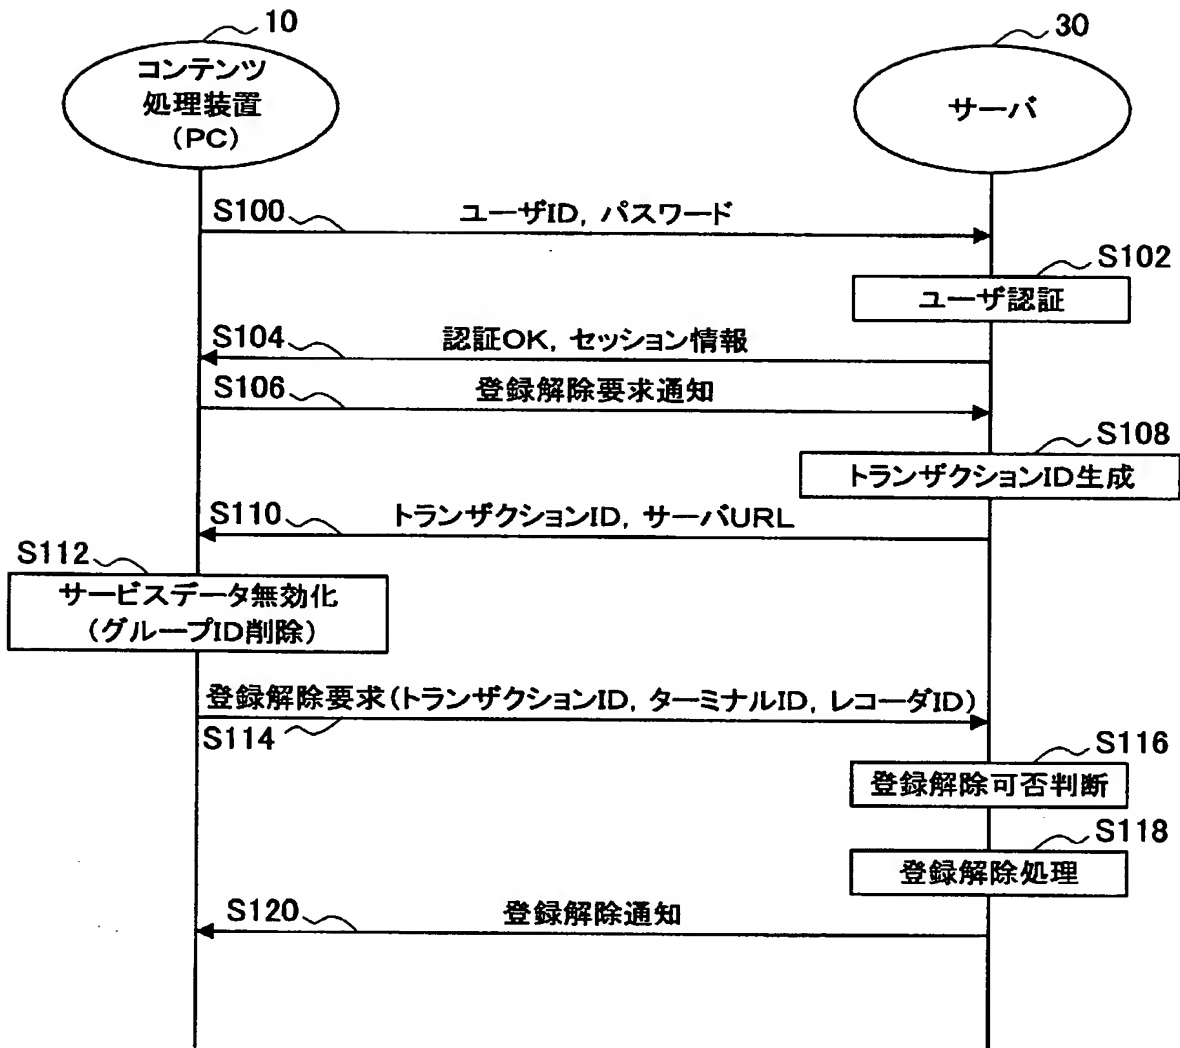 10
コンテンツ
処理装置
(PC)
30
サーバ
S100
ユーザID, パスワード
S102
ユーザ認証
S104
認証OK, セッション情報
S106
登録解除要求通知
S108
トランザクションID生成
S110
トランザクションID, サーバURL
S112
サービスデータ無効化
(グループID削除)
登録解除要求(トランザクションID, ターミナルID, レコーダID)
S114
S116
登録解除可否判断
S118
登録解除処理
S120
登録解除通知